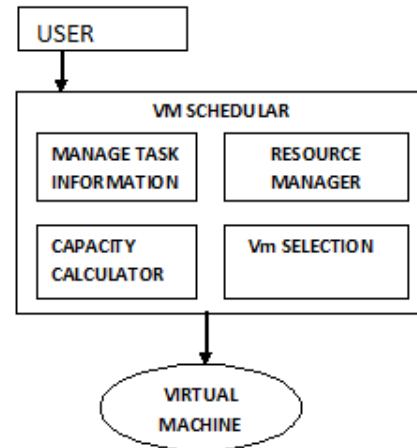 USER
VM SCHEDULAR
MANAGE TASK
INFORMATION
RESOURCE
MANAGER
CAPACITY
CALCULATOR
Vm SELECTION
VIRTUAL
MACHINE